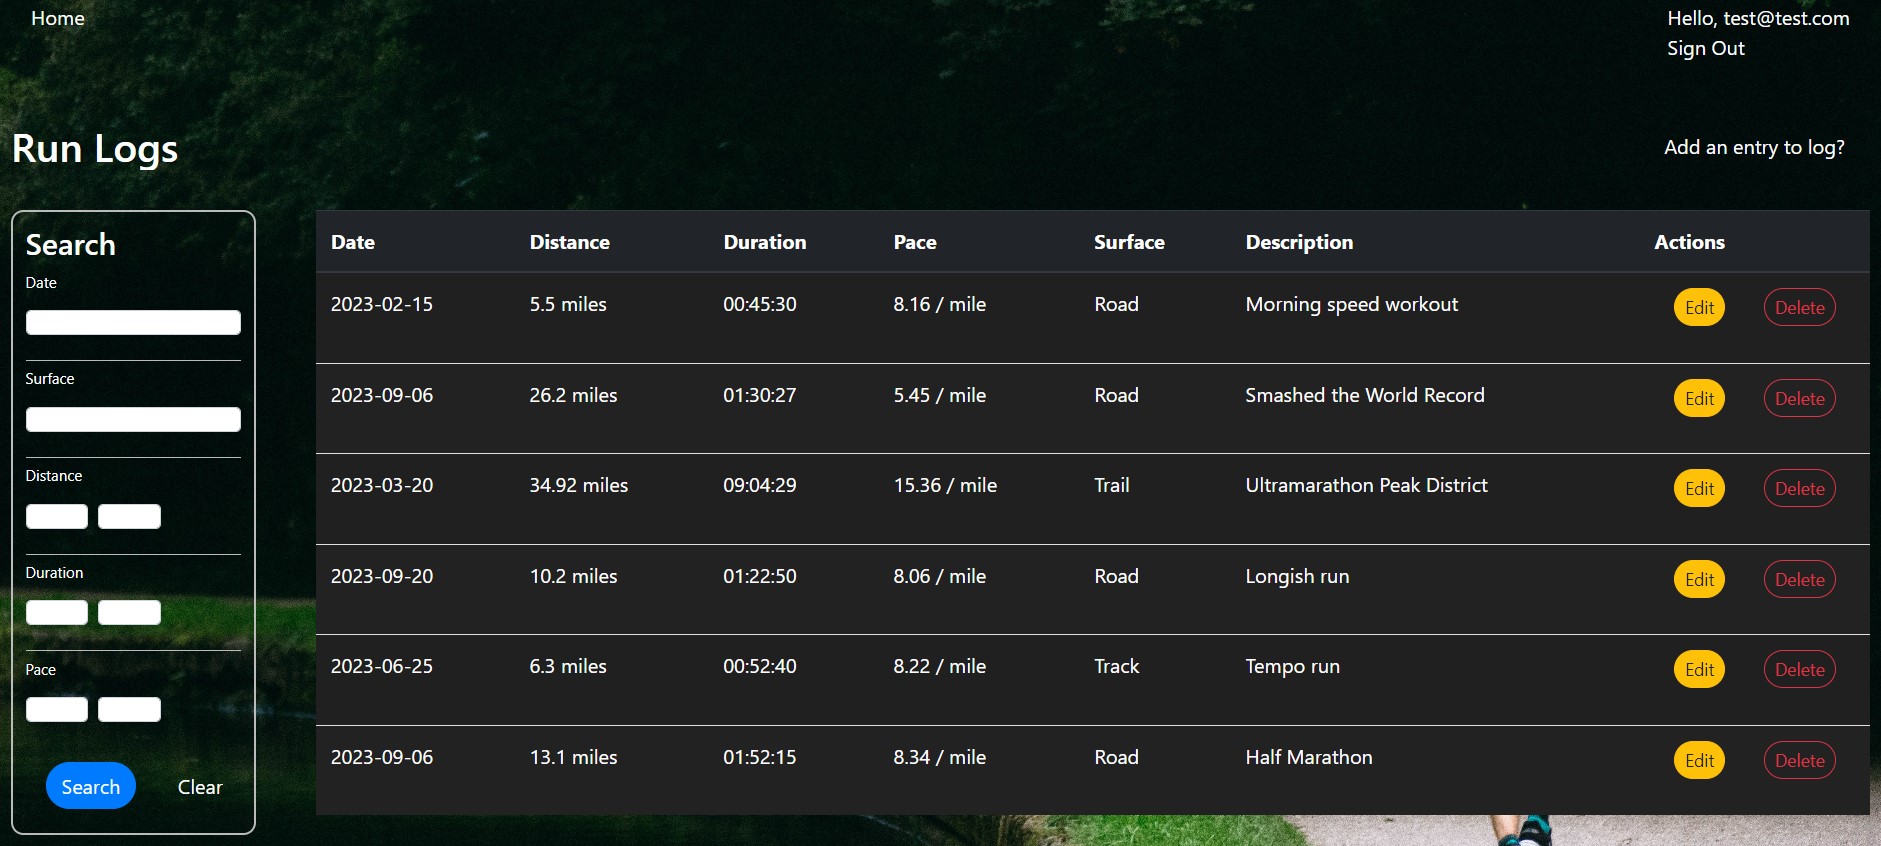 Home
Hello, test@test.com
Sign Out
Run Logs
Add an entry to log?
Search
Date
Surface
Distance
Duration
Pace
Search Clear
Date Distance Duration Pace Surface Description Actions
2023-02-15 5.5 miles 00:45:30 8.16 / mile Road Morning speed workout Edit Delete
2023-09-06 26.2 miles 01:30:27 5.45 / mile Road Smashed the World Record Edit Delete
2023-03-20 34.92 miles 09:04:29 15.36 / mile Trail Ultramarathon Peak District Edit Delete
2023-09-20 10.2 miles 01:22:50 8.06 / mile Road Longish run Edit Delete
2023-06-25 6.3 miles 00:52:40 8.22 / mile Track Tempo run Edit Delete
2023-09-06 13.1 miles 01:52:15 8.34 / mile Road Half Marathon Edit Delete